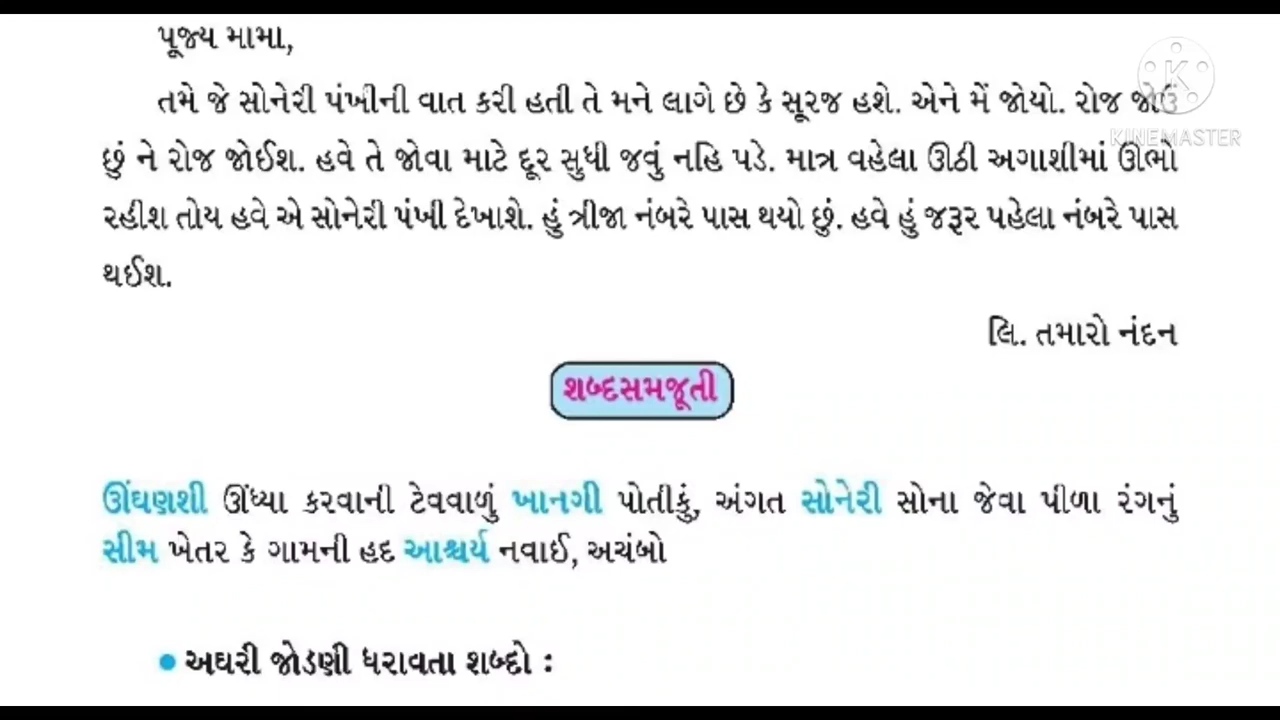 પૂજ્ય મામા,
તમે જે સોનેરી પંખીની વાત કરી હતી તે મને લાગે છે કે સૂરજ હશે. એને મેં જોયો. રોજ જોઉં
છું ને રોજ જોઈશ. હવે તે જોવા માટે દૂર સુધી જવું નહિ પડે. માત્ર વહેલા ઊઠી અગાશીમાં ઊભો
રહીશ તોય હવે એ સોનેરી પંખી દેખાશે. હું ત્રીજા નંબરે પાસ થયો છું. હવે હું જરૂર પહેલા નંબરે પાસ
થઈશ.
લિ. તમારો નંદન
શબ્દસમજૂતી
ઊંઘણશી ઊંઘ્યા કરવાની ટેવવાળું ખાનગી પોતીકું, અંગત સોનેરી સોના જેવા પીળા રંગનું
સીમ ખેતર કે ગામની હદ આશ્ચર્ય નવાઈ, અચંબો
• અઘરી જોડણી ધરાવતા શબ્દો :
K
KINEMASTER